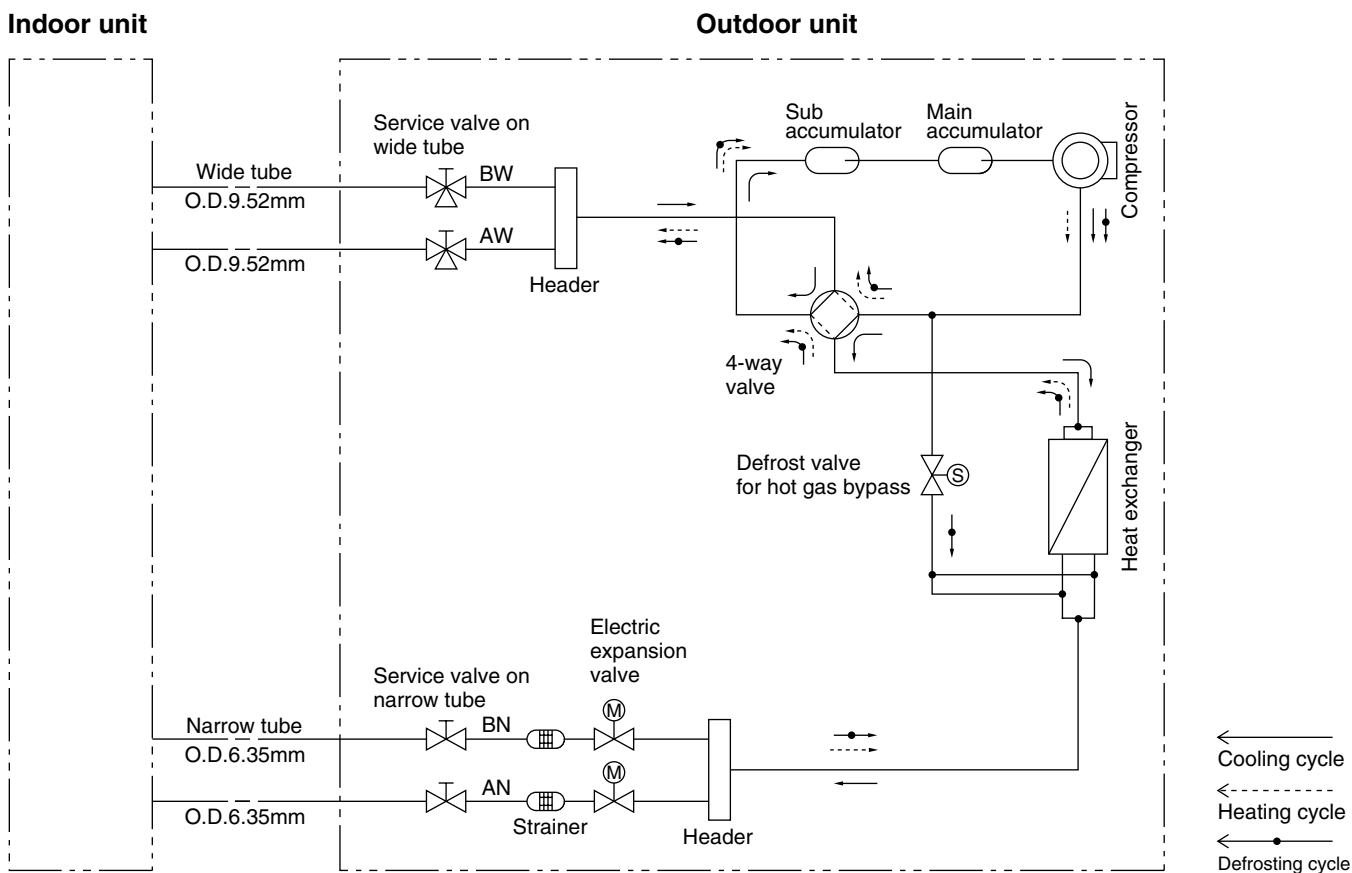 Indoor unit
Outdoor unit
Service valve on
wide tube
Sub
accumulator
Main
accumulator
Compressor
Wide tube
BW
O.D.9.52mm
AW
O.D.9.52mm
Header
4-way
valve
Defrost valve
for hot gas bypass
S
Heat exchanger
Electric
expansion
valve
Service valve on
narrow tube
M
Narrow tube
BN
O.D.6.35mm
M
AN
O.D.6.35mm
Strainer
Header
Cooling cycle
Heating cycle
Defrosting cycle